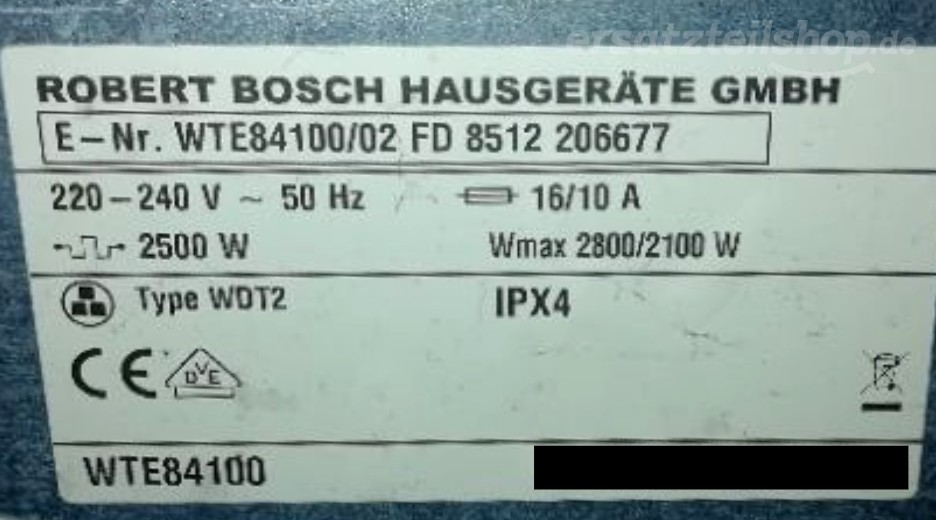 ersatzteilshop.de
ROBERT BOSCH HAUSGERÄTE GMBH
E-Nr. WTE84100/02 FD 8512 206677
220-240 V ~ 50 Hz 16/10 A
2500 W Wmax 2800/2100 W
Type WDT2 IPX4
CE DVE
WTE84100